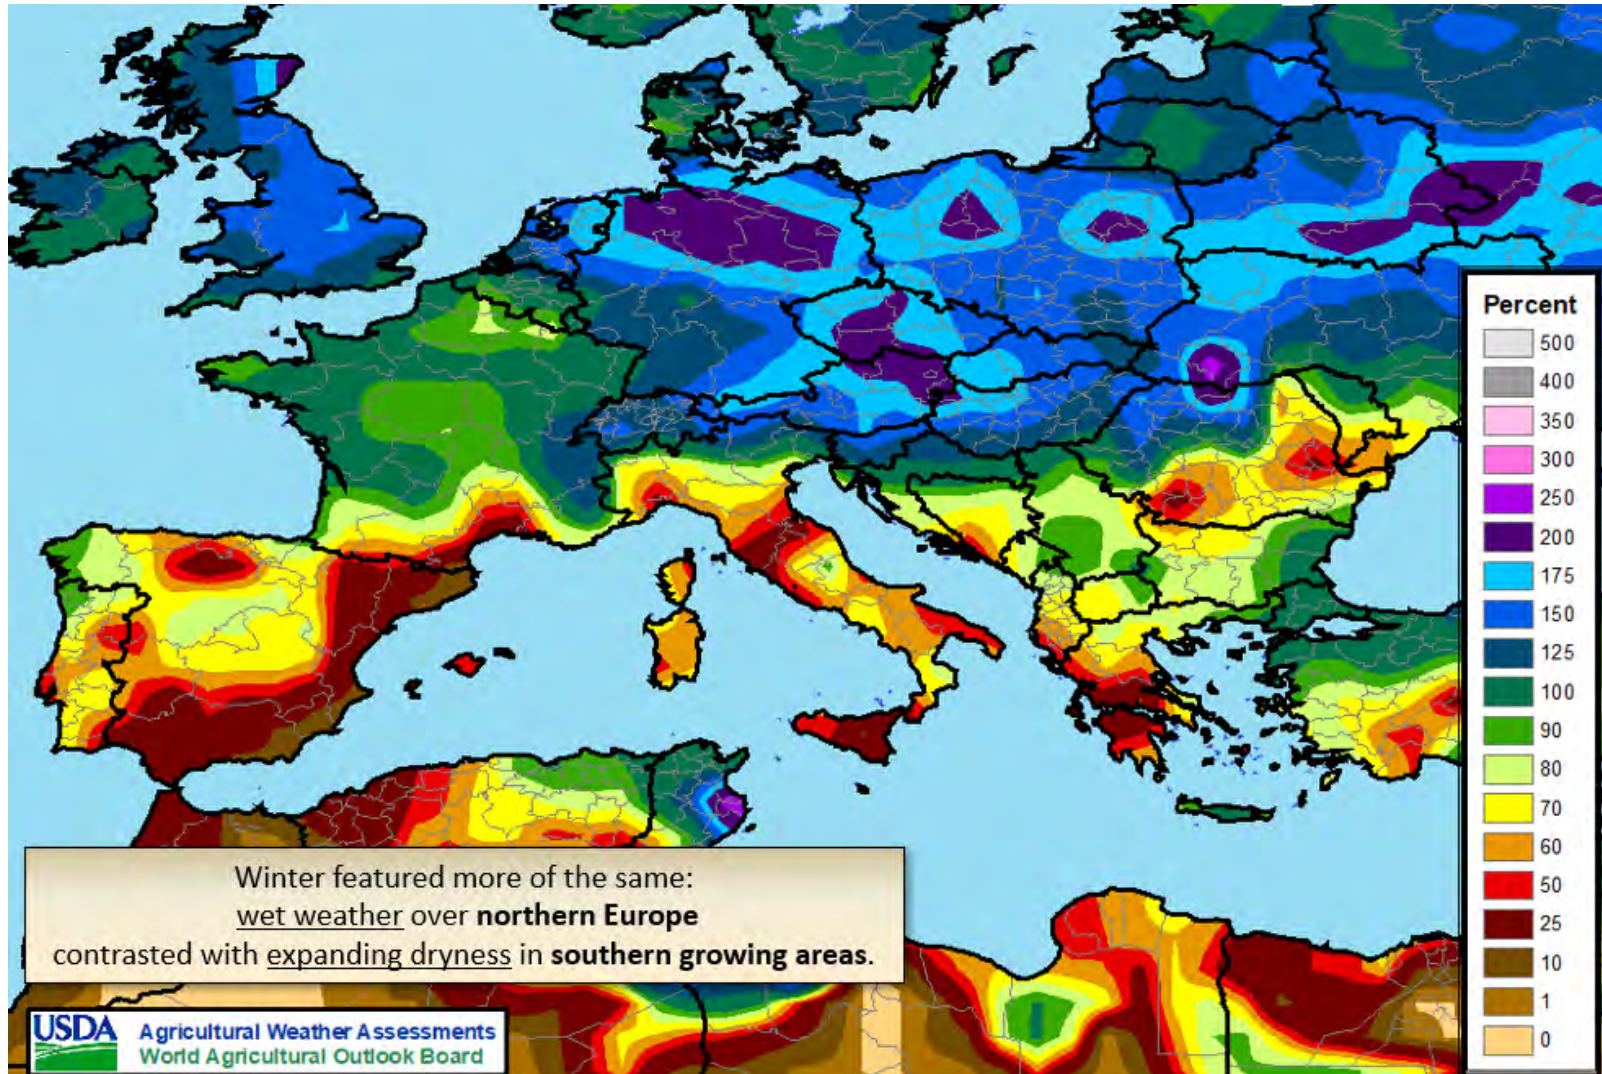 Percent
500
400
350
300
250
200
175
150
125
100
90
80
70
60
50
25
10
1
0
Winter featured more of the same:
wet weather over northern Europe
contrasted with expanding dryness in southern growing areas.
USDA
Agricultural Weather Assessments
World Agricultural Outlook Board